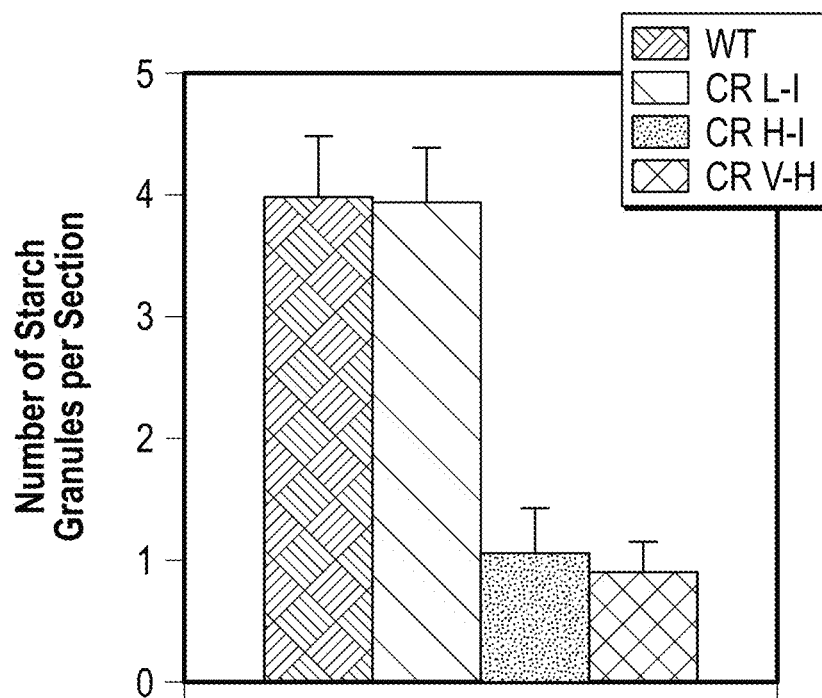 WT
CR L-I
CR H-I
CR V-H
5
4
3
2
1
0
Number of Starch
Granules per Section